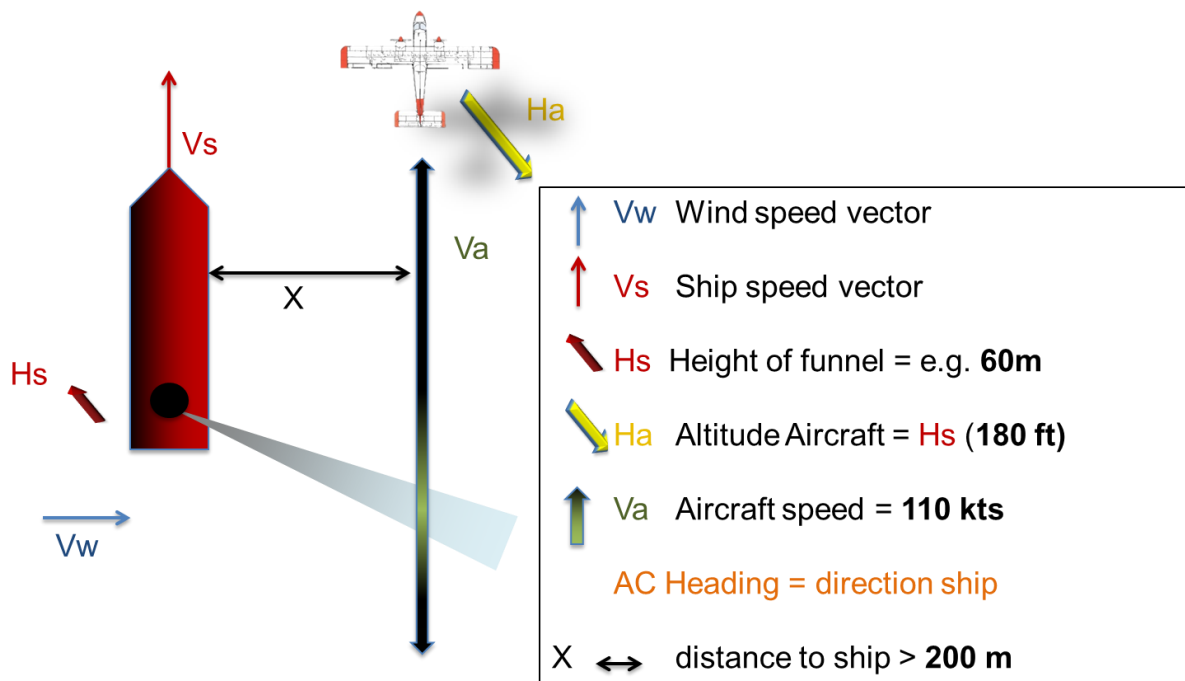 Ha
Vs
Va
X
Hs
Vw
Vw Wind speed vector
Vs Ship speed vector
Hs Height of funnel = e.g. 60m
Ha Altitude Aircraft = Hs (180 ft)
Va Aircraft speed = 110 kts
AC Heading = direction ship
X distance to ship > 200 m